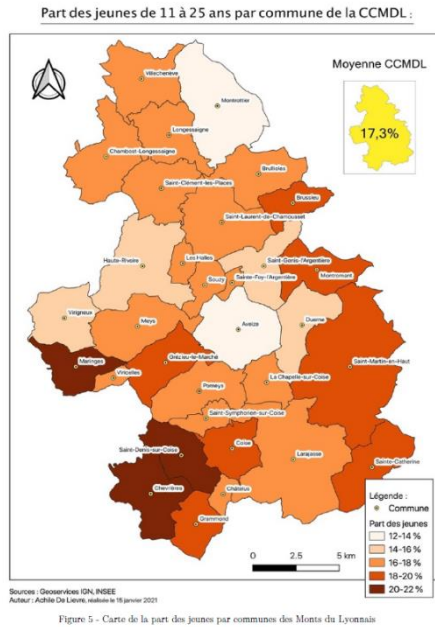 Part des jeunes de 11 à 25 ans par commune de la CCMDL :
Moyenne CCMDL
17,3%
Villechenève
Montrottier
Longessaigne
Chambost-Longessaigne
Brullioles
Saint-Clément-les-Places
Brussieu
Saint-Laurent-de-Chamousset
Haute-Rivoire
Les Halles
Saint-Genis-l'Argentière
Montromant
Souzy
Sainte-Foy-l'Argentière
Virigneux
Meys
Aveize
Duerne
Maringes
Grézieu-le-Marché
Saint-Martin-en-Haut
Viricelles
Pomeys
La Chapelle-sur-Coise
Saint-Symphorien-sur-Coise
Saint-Denis-sur-Coise
Coise
Larajasse
Sainte-Catherine
Chevrières
Châtelus
Grammond
Légende :
Commune
Part des jeunes
12-14 %
14-16 %
16-18 %
18-20 %
20-22 %
0 2.5 5 km
Sources : Geoservices IGN, INSEE
Auteur : Achile De Lievre, réalisée le 15 janvier 2021
Figure 5 - Carte de la part des jeunes par communes des Monts du Lyonnais